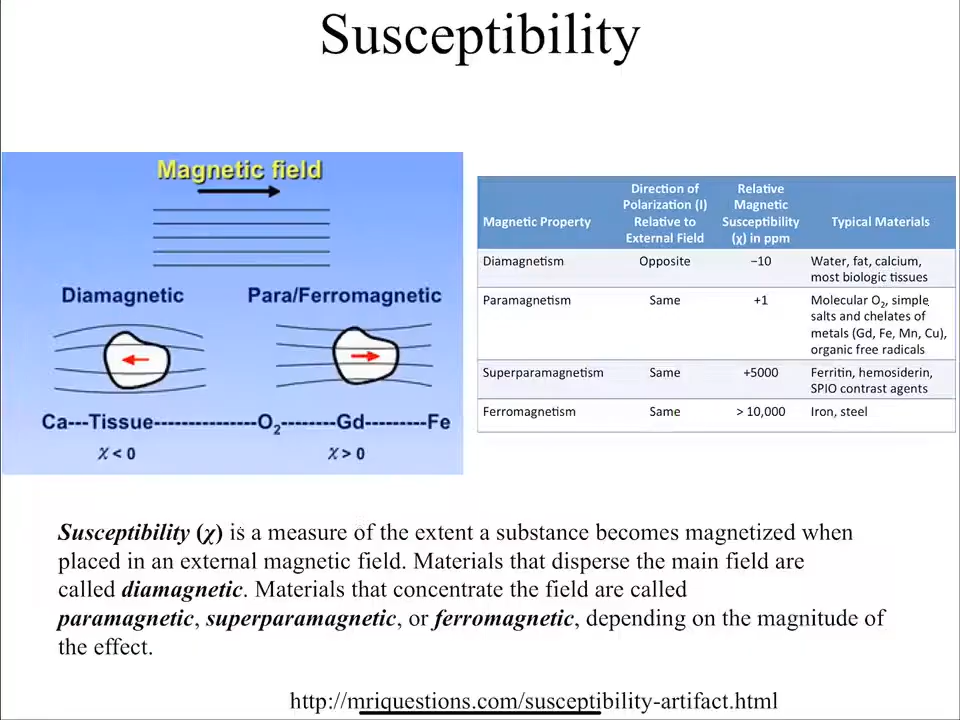 Susceptibility
Magnetic field
Diamagnetic Para/Ferromagnetic
Ca---Tissue----------------O₂--------Gd---------Fe
χ < 0 χ > 0
Magnetic Property
Direction of
Polarization (I)
Relative to
External Field
Relative
Magnetic
Susceptibility
(χ) in ppm
Typical Materials
Diamagnetism Opposite −10 Water, fat, calcium,
most biologic tissues
Paramagnetism Same +1 Molecular O₂, simple
salts and chelates of
metals (Gd, Fe, Mn, Cu),
organic free radicals
Superparamagnetism Same +5000 Ferritin, hemosiderin,
SPIO contrast agents
Ferromagnetism Same > 10,000 Iron, steel
Susceptibility (χ) is a measure of the extent a substance becomes magnetized when
placed in an external magnetic field. Materials that disperse the main field are
called diamagnetic. Materials that concentrate the field are called
paramagnetic, superparamagnetic, or ferromagnetic, depending on the magnitude of
the effect.
http://mriquestions.com/susceptibility-artifact.html